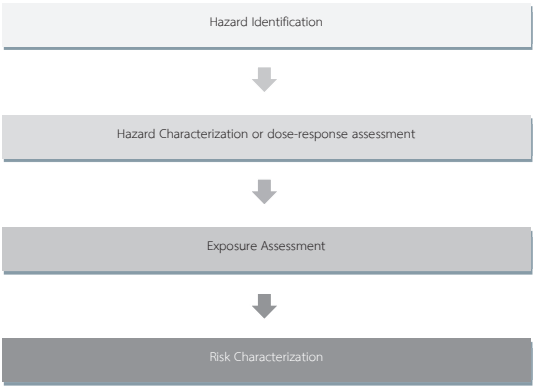 Hazard Identification
Hazard Characterization or dose-response assessment
Exposure Assessment
Risk Characterization